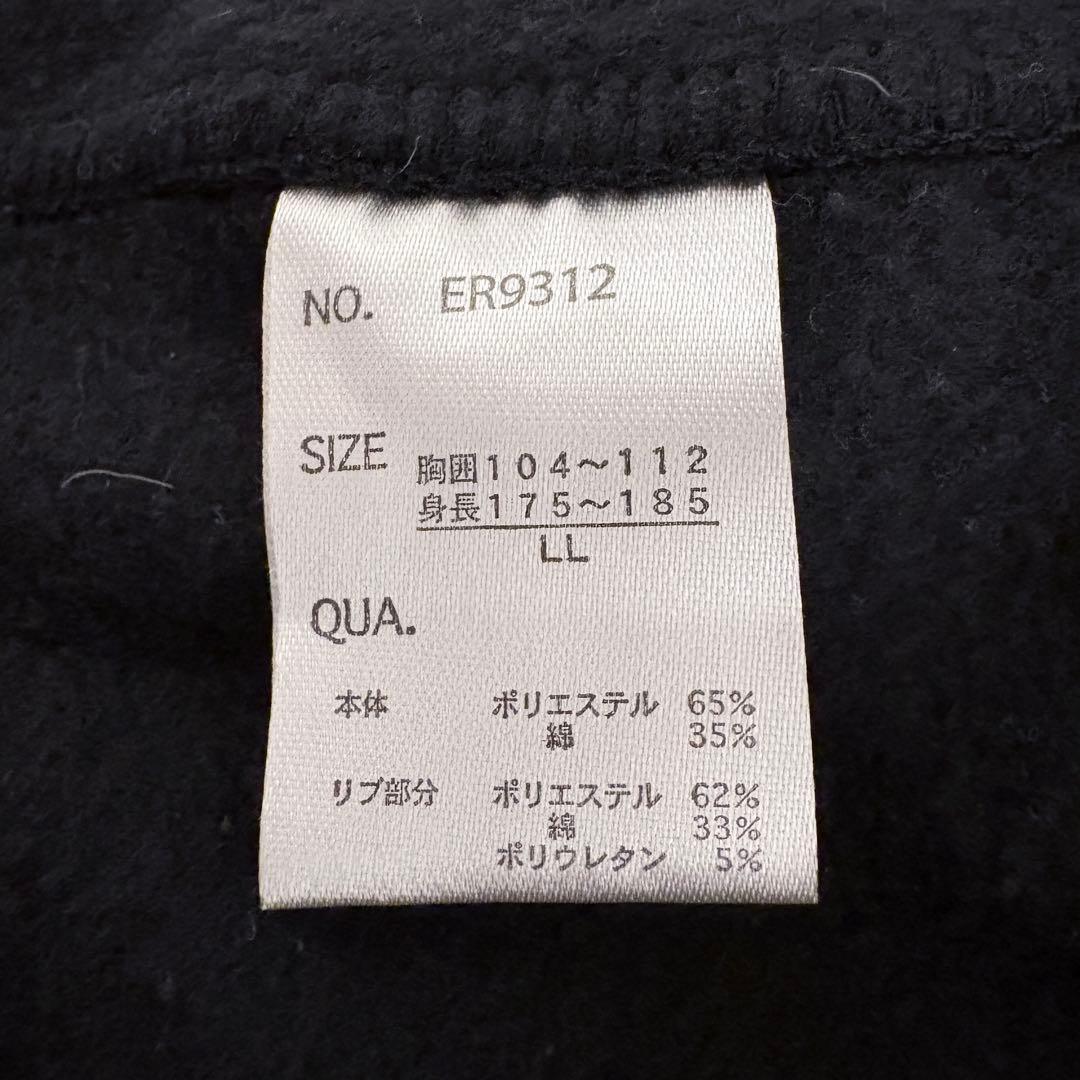 NO. ER9312
SIZE 胸囲104～112
身長175～185
LL
QUA.
本体 ポリエステル 65%
綿 35%
リブ部分 ポリエステル 62%
綿 33%
ポリウレタン 5%